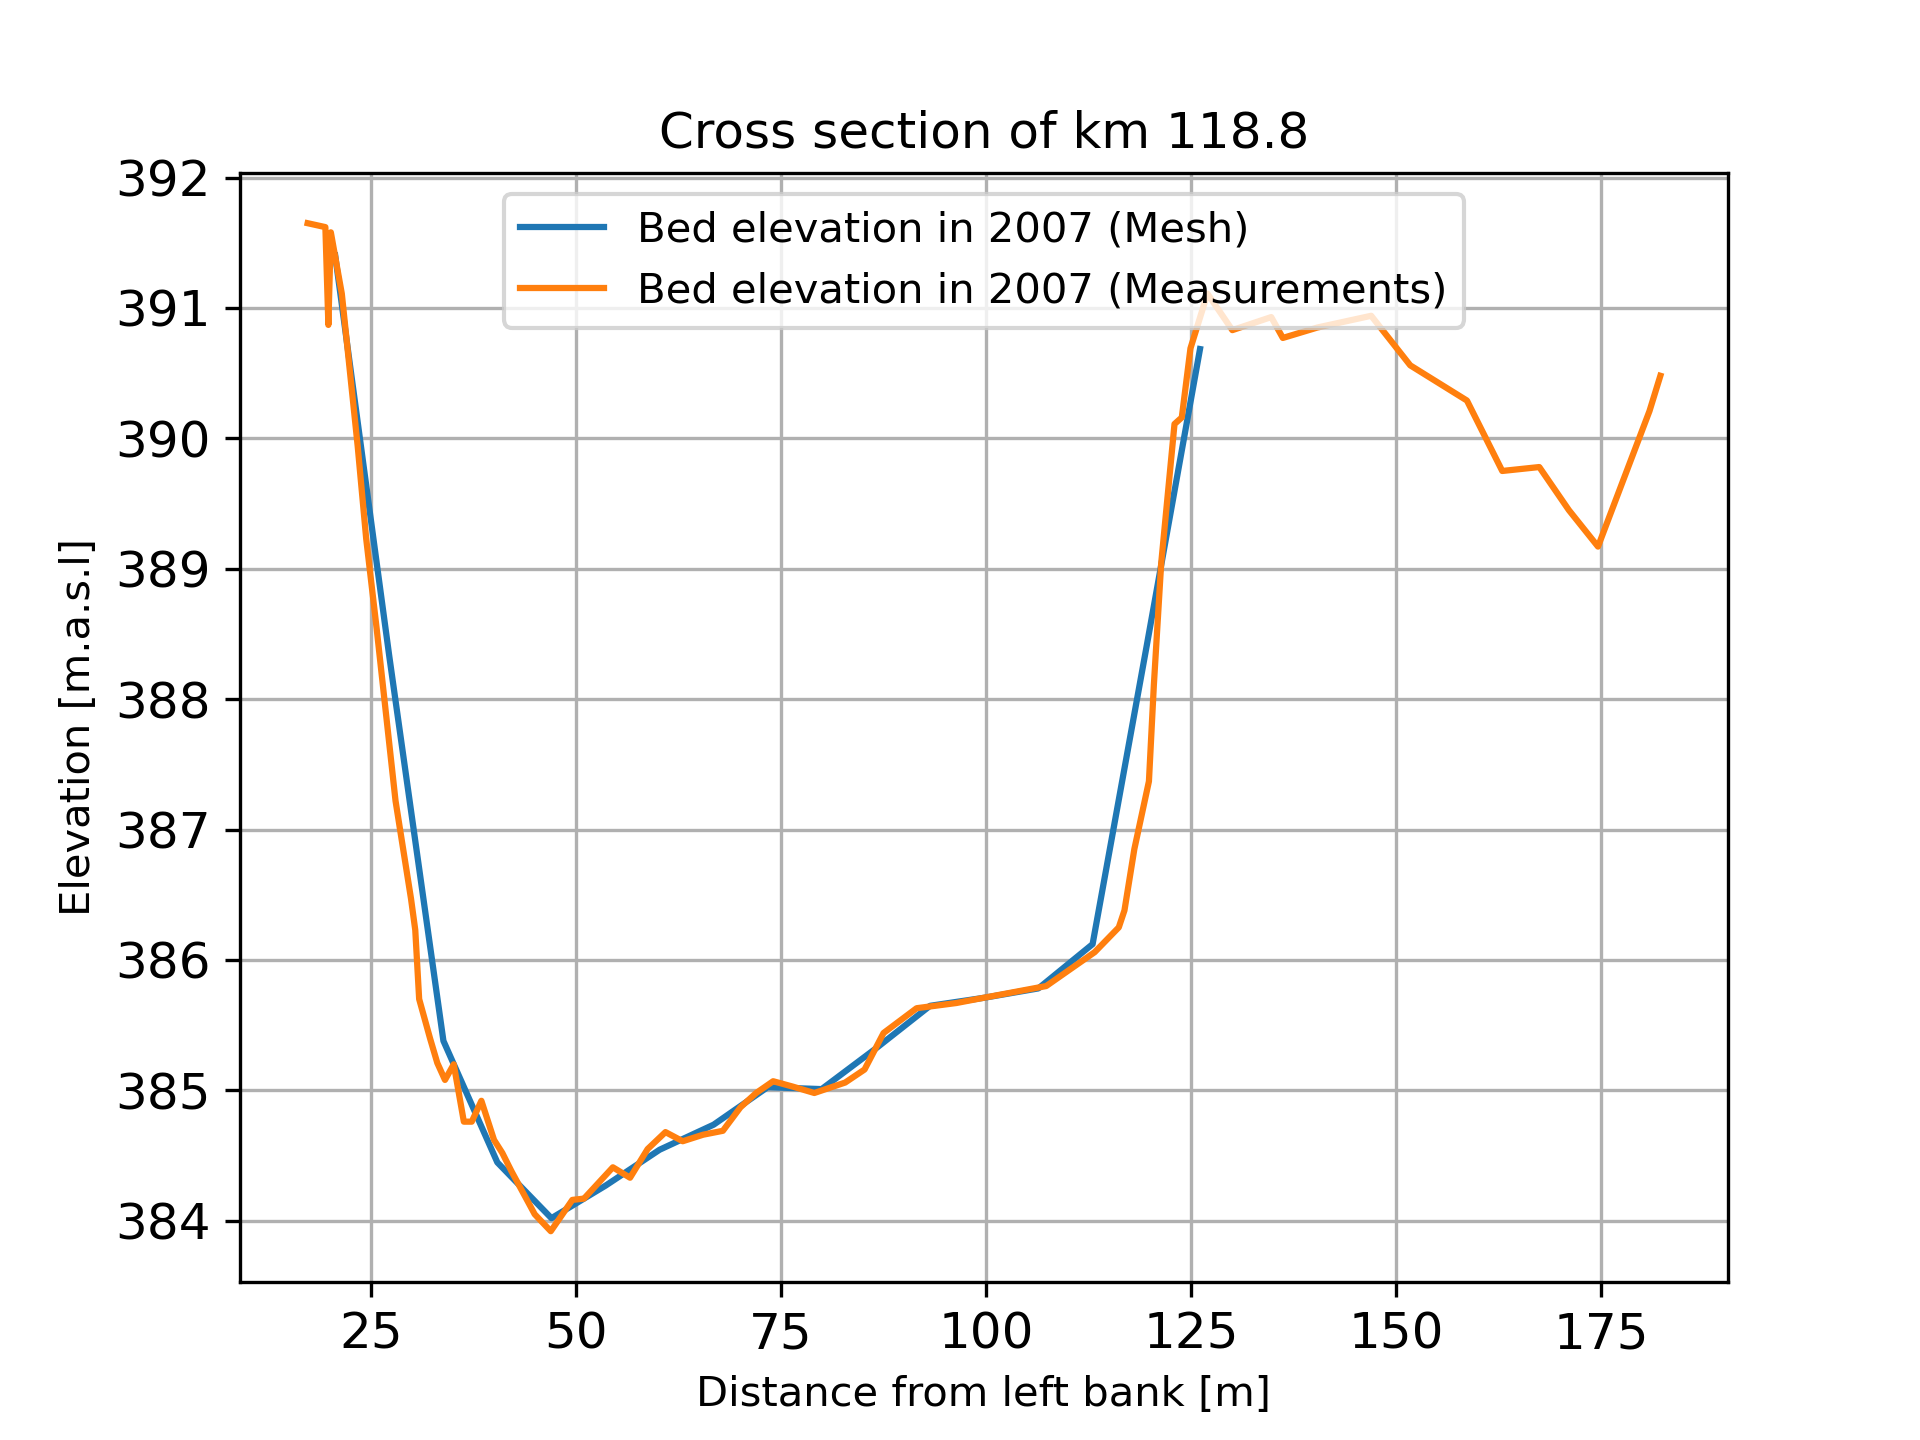 Cross section of km 118.8
Bed elevation in 2007 (Mesh)
Bed elevation in 2007 (Measurements)
392
391
390
389
388
387
386
385
384
Elevation [m.a.s.l]
25 50 75 100 125 150 175
Distance from left bank [m]